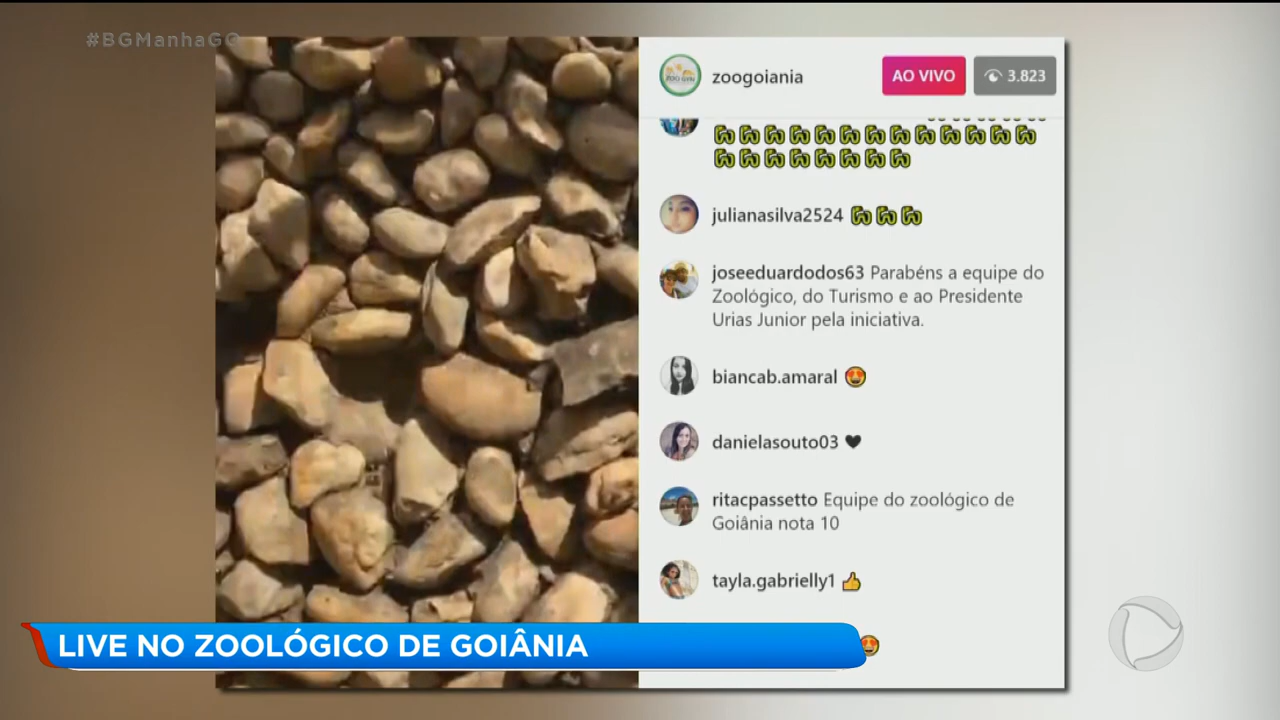 #BGManhaGO
zoogoiania
AO VIVO
3.823
julianasilva2524
joseeduardodos63 Parabéns a equipe do
Zoológico, do Turismo e ao Presidente
Urias Junior pela iniciativa.
biancab.amaral
danielasouto03
ritacpassetto Equipe do zoológico de
Goiânia nota 10
tayla.gabrielly1
LIVE NO ZOOLÓGICO DE GOIÂNIA